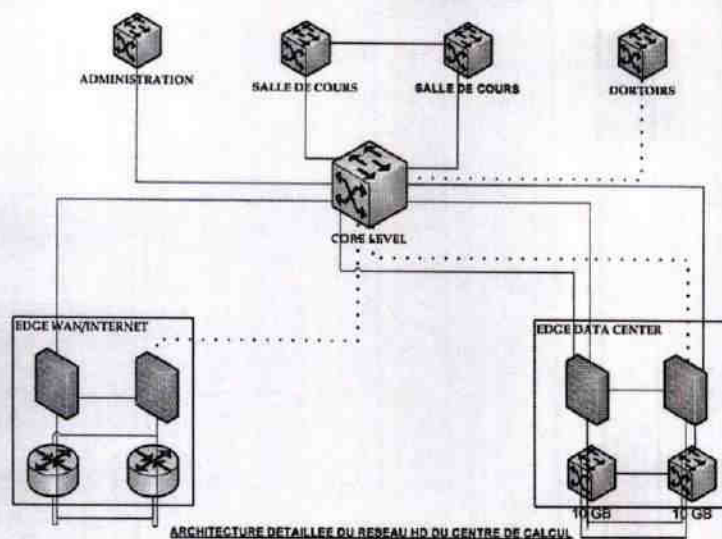 ADMINISTRATION
SALLE DE COURS
SALLE DE COURS
DORTOIRS
CORE LEVEL
EDGE WAN/INTERNET
EDGE DATA CENTER
10 GB
10 GB
ARCHITECTURE DETAILLEE DU RESEAU HD DU CENTRE DE CALCUL